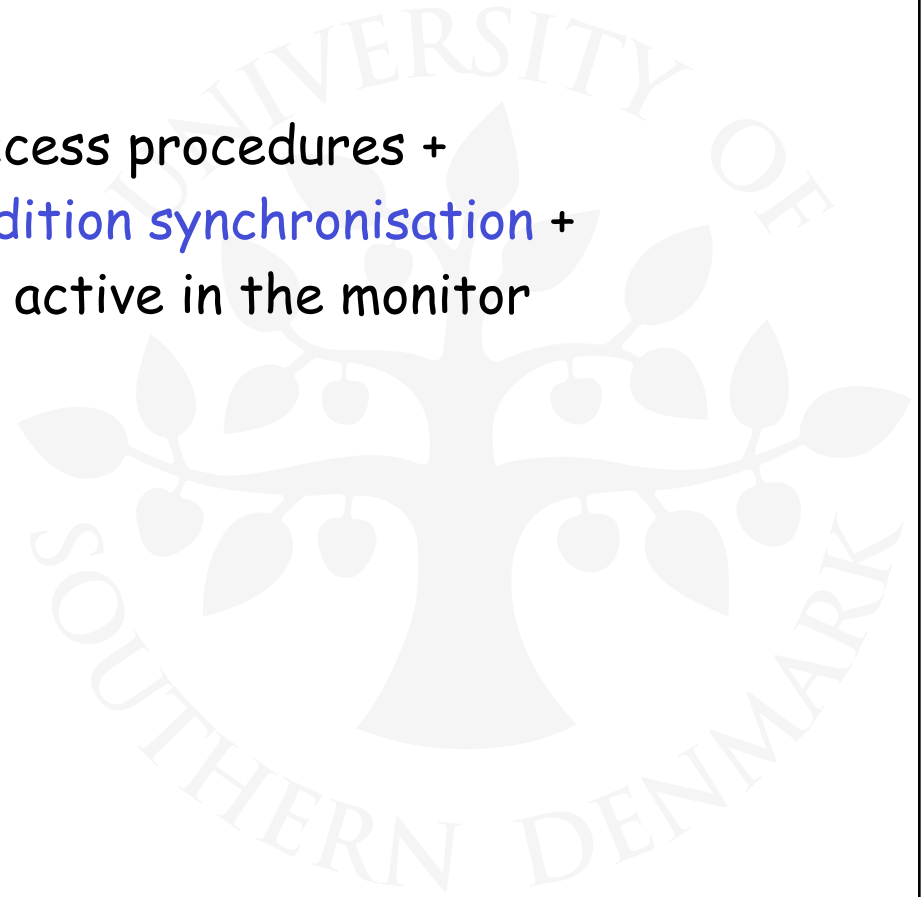 cess procedures +
dition synchronisation +
active in the monitor
UNIVERSITY OF
SOUTHERN DENMARK